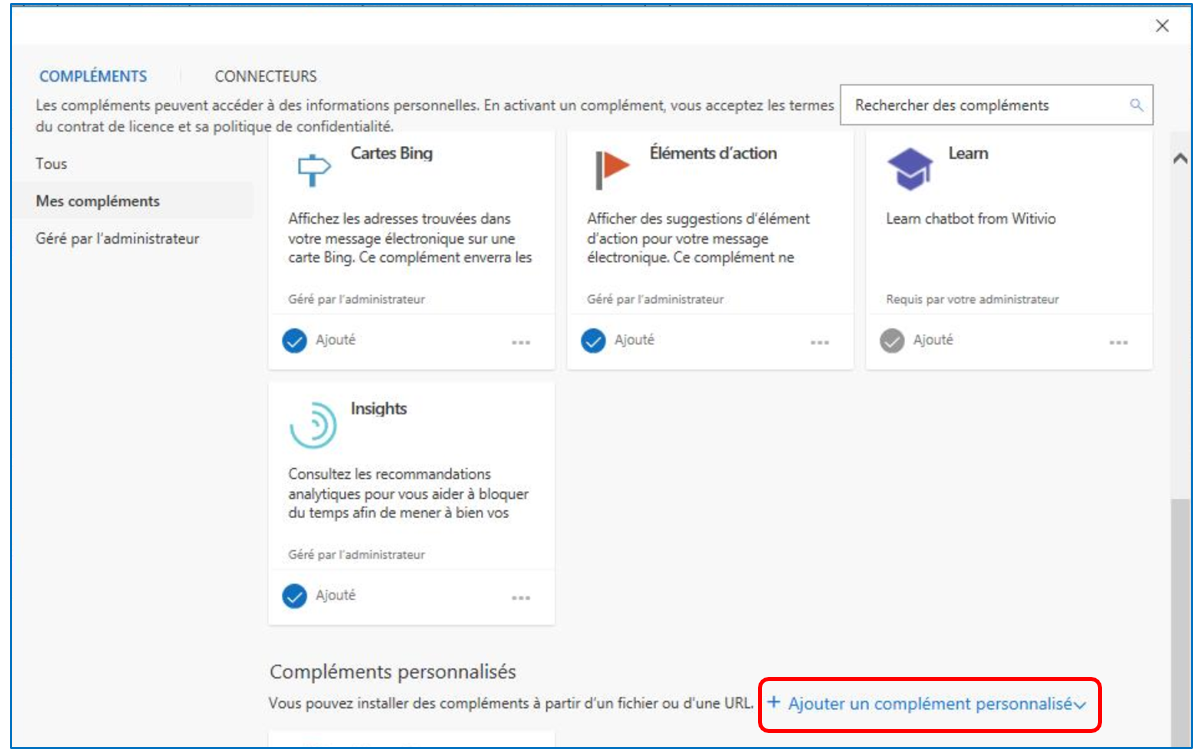 COMPLÉMENTS
CONNECTEURS
Les compléments peuvent accéder à des informations personnelles. En activant un complément, vous acceptez les termes
du contrat de licence et sa politique de confidentialité.
Rechercher des compléments
Tous
Mes compléments
Géré par l'administrateur
Cartes Bing
Affichez les adresses trouvées dans
votre message électronique sur une
carte Bing. Ce complément enverra les
Géré par l'administrateur
Ajouté
Éléments d'action
Afficher des suggestions d'élément
d'action pour votre message
électronique. Ce complément ne
Géré par l'administrateur
Ajouté
Learn
Learn chatbot from Witivio
Requis par votre administrateur
Ajouté
Insights
Consultez les recommandations
analytiques pour vous aider à bloquer
du temps afin de mener à bien vos
Géré par l'administrateur
Ajouté
Compléments personnalisés
Vous pouvez installer des compléments à partir d'un fichier ou d'une URL.
+ Ajouter un complément personnalisé